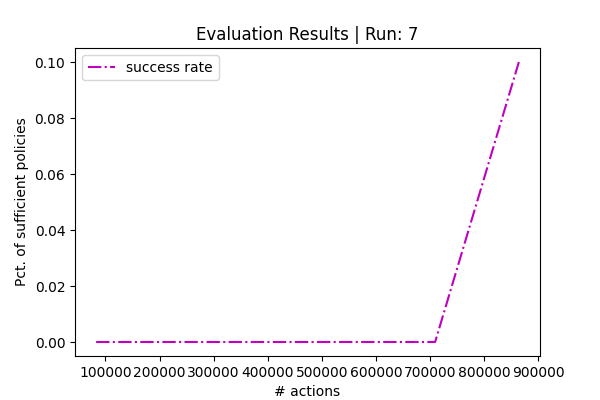 Evaluation Results | Run: 7
success rate
Pct. of sufficient policies
0.10
0.08
0.06
0.04
0.02
0.00
100000 200000 300000 400000 500000 600000 700000 800000 900000
# actions